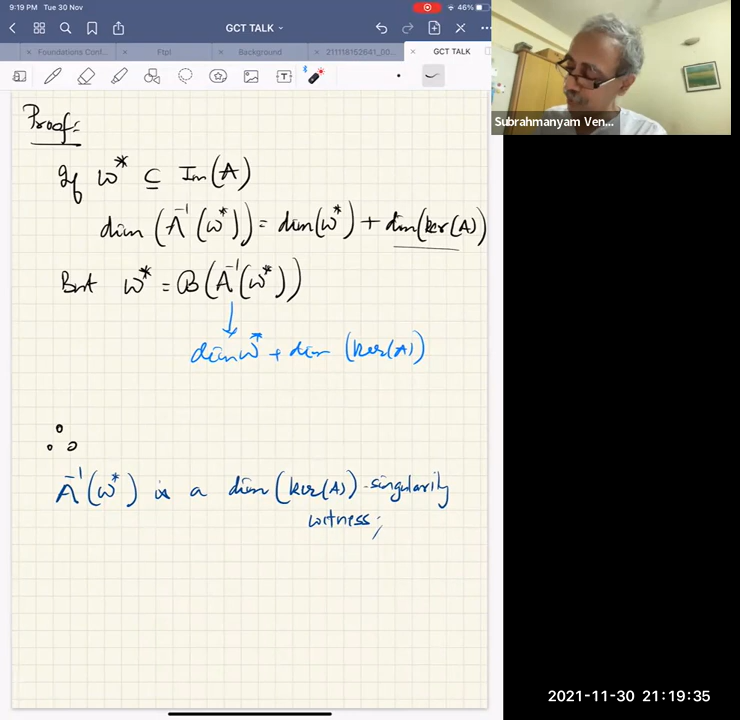 9:19 PM Tue 30 Nov
46%
GCT TALK
Foundations Conf...
Ftpl
Background
211116152641_00...
GCT TALK
Subrahmanyam Ven...
Proof:
If W* ⊆ Im(A)
dim (A⁻¹(W*)) = dim(W*) + dim(ker(A))
But W* = B(A⁻¹(W*))
dim W* + dim (ker(A))
∴
A⁻¹(W*) is a dim(ker(A))-singularity
witness;
2021-11-30 21:19:35